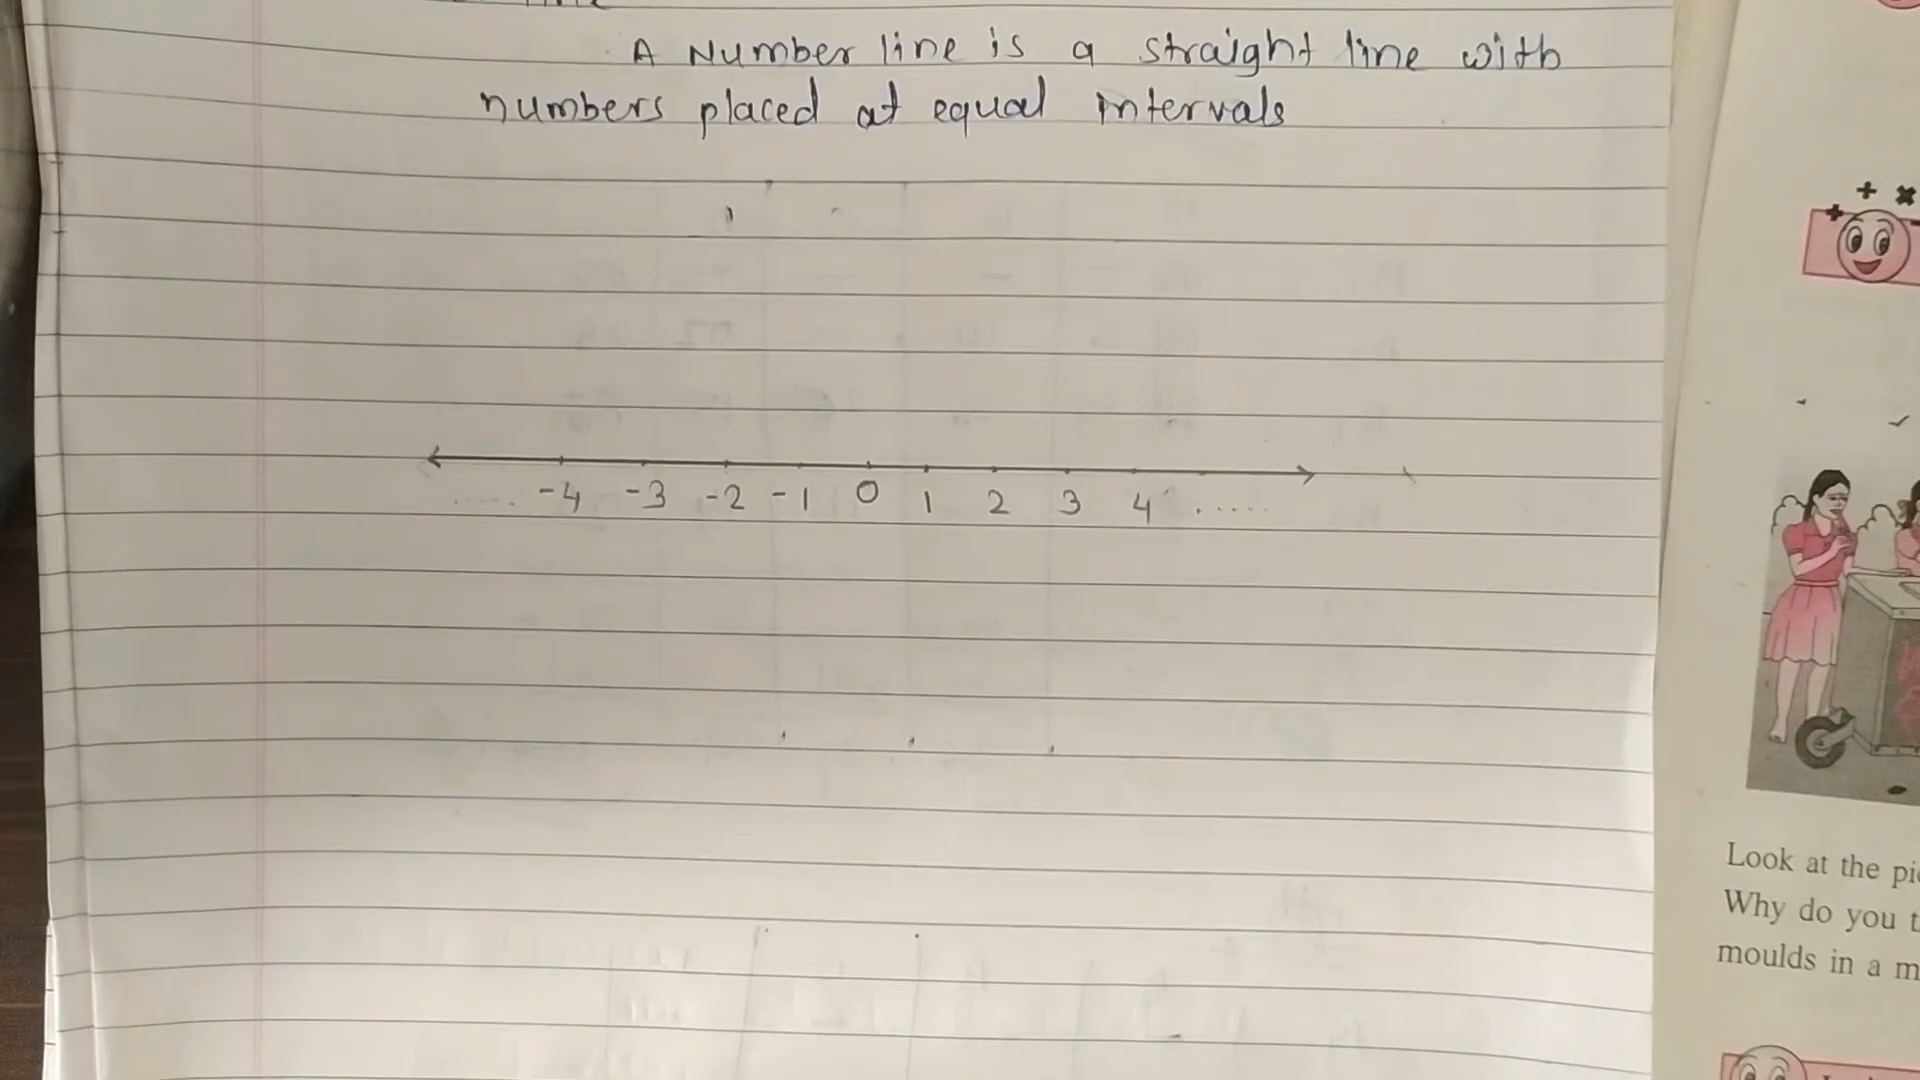 A Number line is a straight line with
numbers placed at equal intervals
..... -4 -3 -2 -1 0 1 2 3 4 .....
Look at the
Why do you
moulds in a